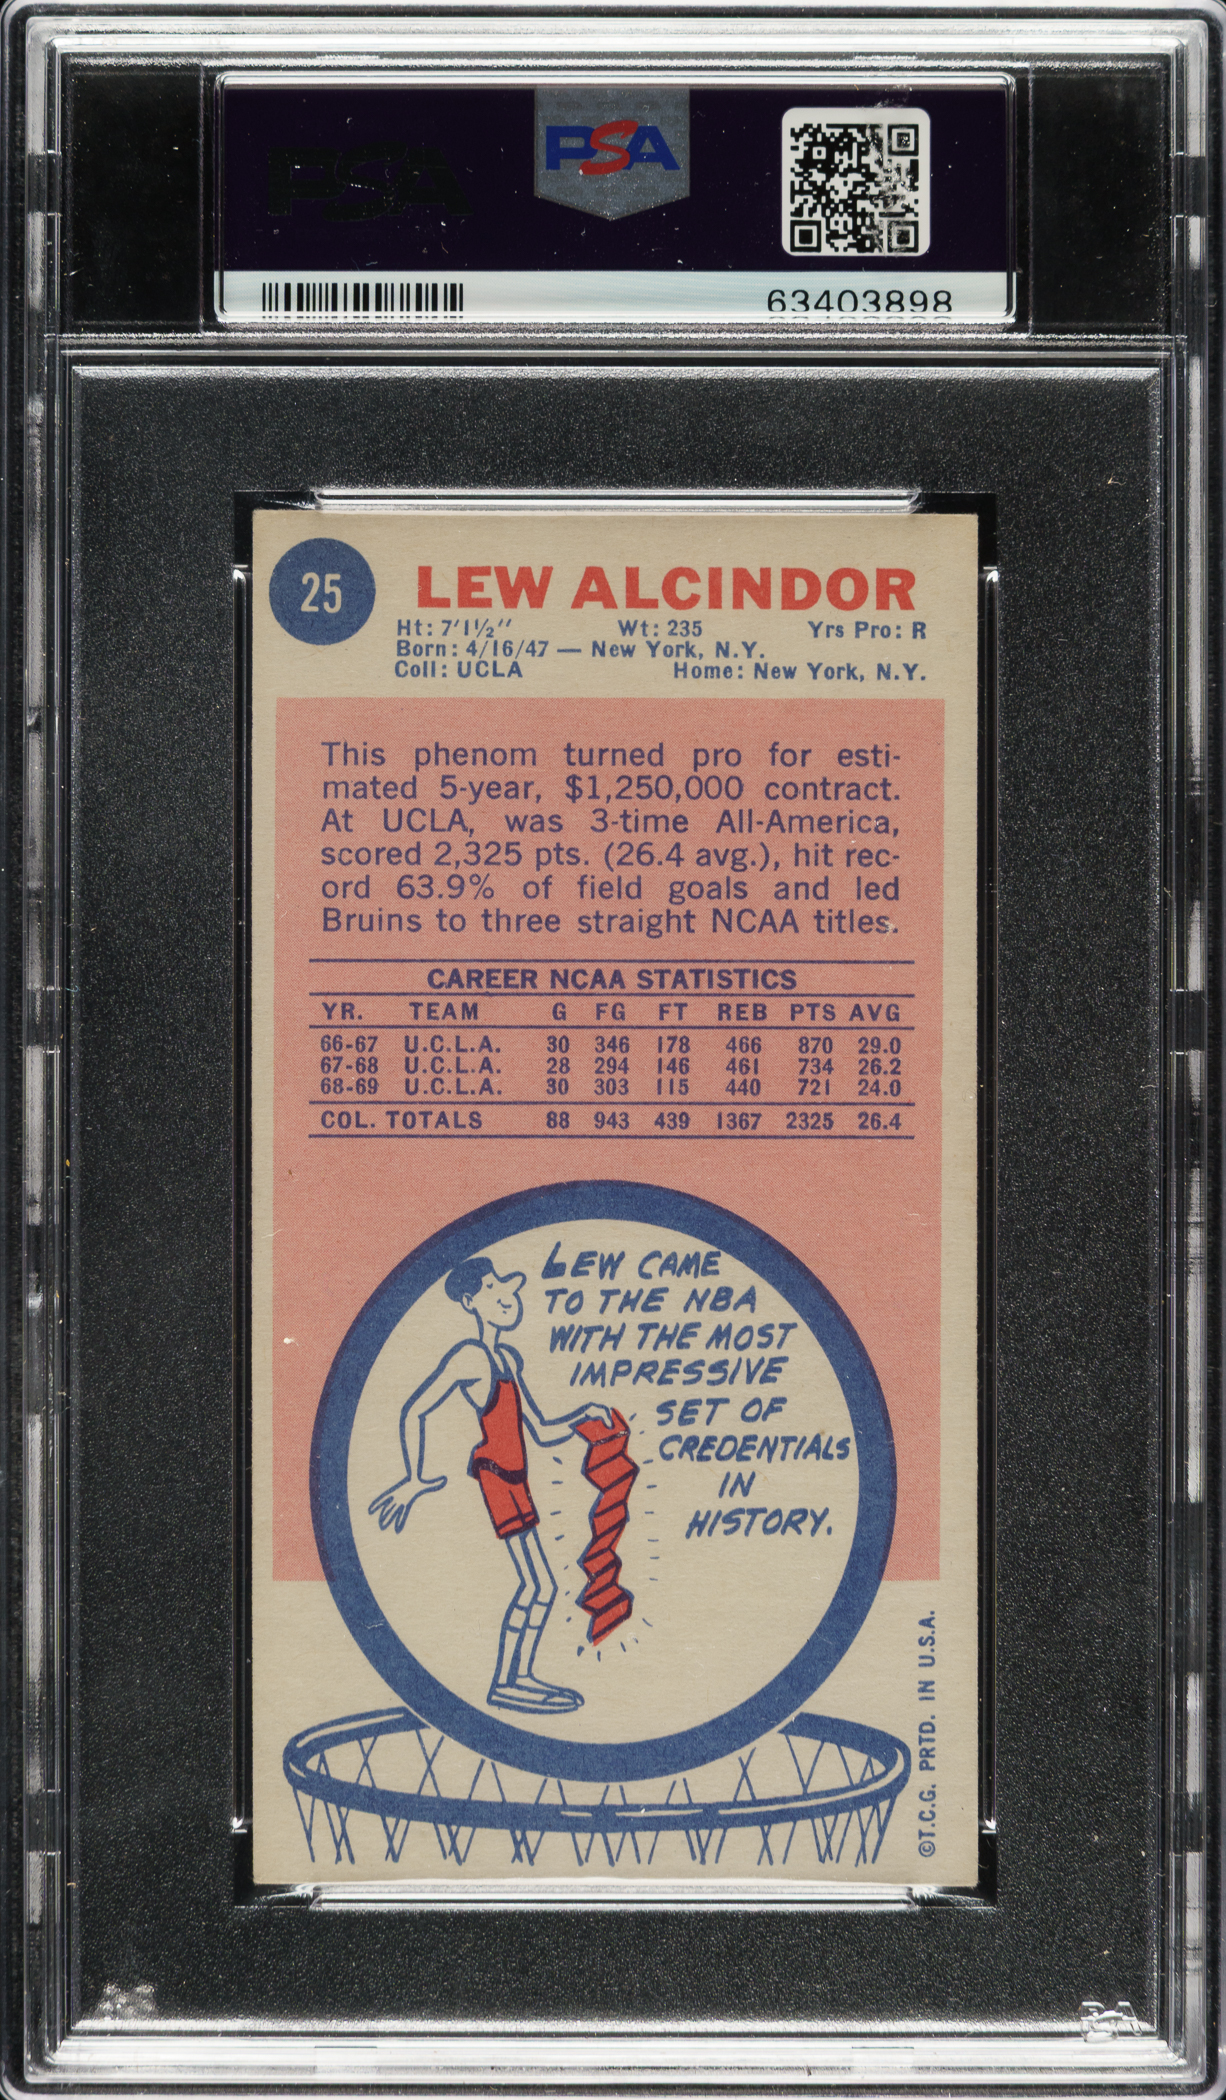 PSA
PSA
63403898
25
LEW ALCINDOR
Ht: 7'1½" Wt: 235 Yrs Pro: R
Born: 4/16/47 — New York, N.Y.
Coll: UCLA Home: New York, N.Y.
This phenom turned pro for esti-
mated 5-year, $1,250,000 contract.
At UCLA, was 3-time All-America,
scored 2,325 pts. (26.4 avg.), hit rec-
ord 63.9% of field goals and led
Bruins to three straight NCAA titles.
CAREER NCAA STATISTICS
YR. TEAM G FG FT REB PTS AVG
66-67 U.C.L.A. 30 346 178 466 870 29.0
67-68 U.C.L.A. 28 294 146 461 734 26.2
68-69 U.C.L.A. 30 303 115 440 721 24.0
COL. TOTALS 88 943 439 1367 2325 26.4
LEW CAME
TO THE NBA
WITH THE MOST
IMPRESSIVE
SET OF
CREDENTIALS
IN
HISTORY.
©T.C.G. PRTD. IN U.S.A.
PSA